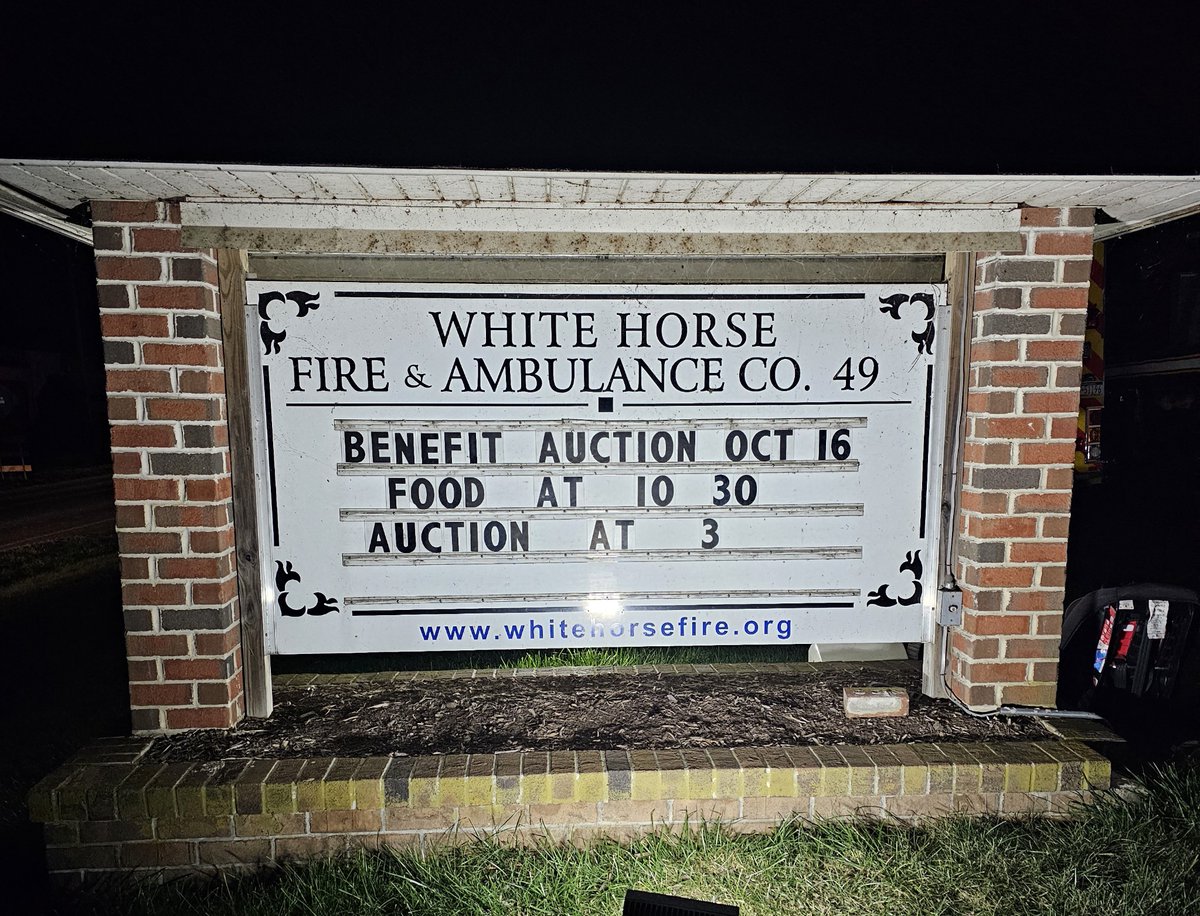 WHITE HORSE
FIRE & AMBULANCE CO. 49
BENEFIT AUCTION OCT 16
FOOD AT 10 30
AUCTION AT 3
www.whitehorsefire.org